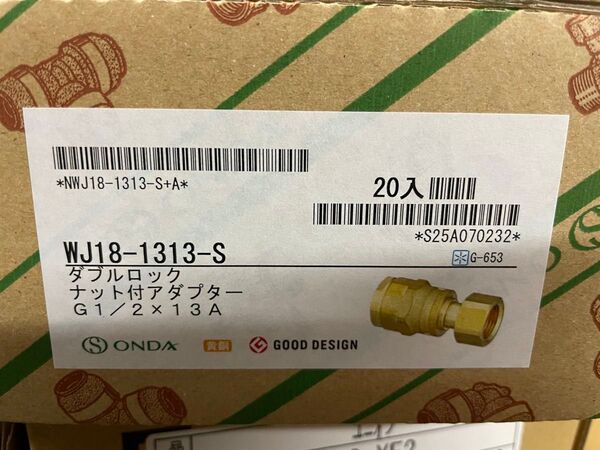 *NWJ18-1313-S+A*
20入
*S25A070232*
WJ18-1313-S
G-653
ダブルロック
ナット付アダプター
G1/2×13A
ONDA 黄銅 GOOD DESIGN